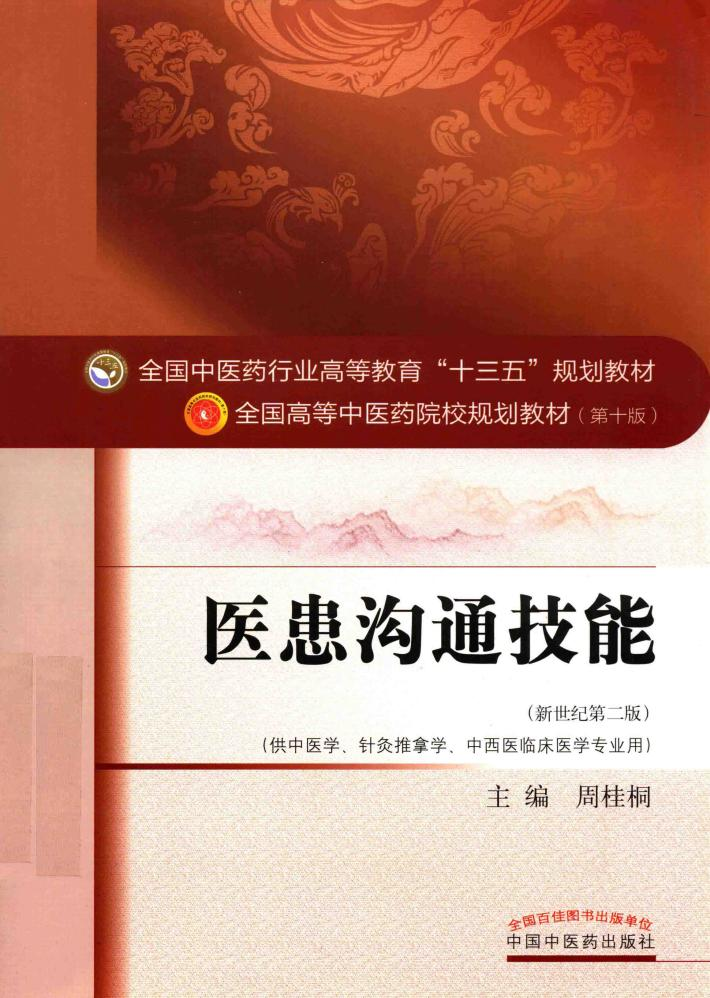 十三五
全国中医药行业高等教育“十三五”规划教材
全国高等中医药院校规划教材（第十版）
医患沟通技能
（新世纪第二版）
（供中医学、针灸推拿学、中西医临床医学专业用）
主 编 周桂桐
全国百佳图书出版单位
中国中医药出版社